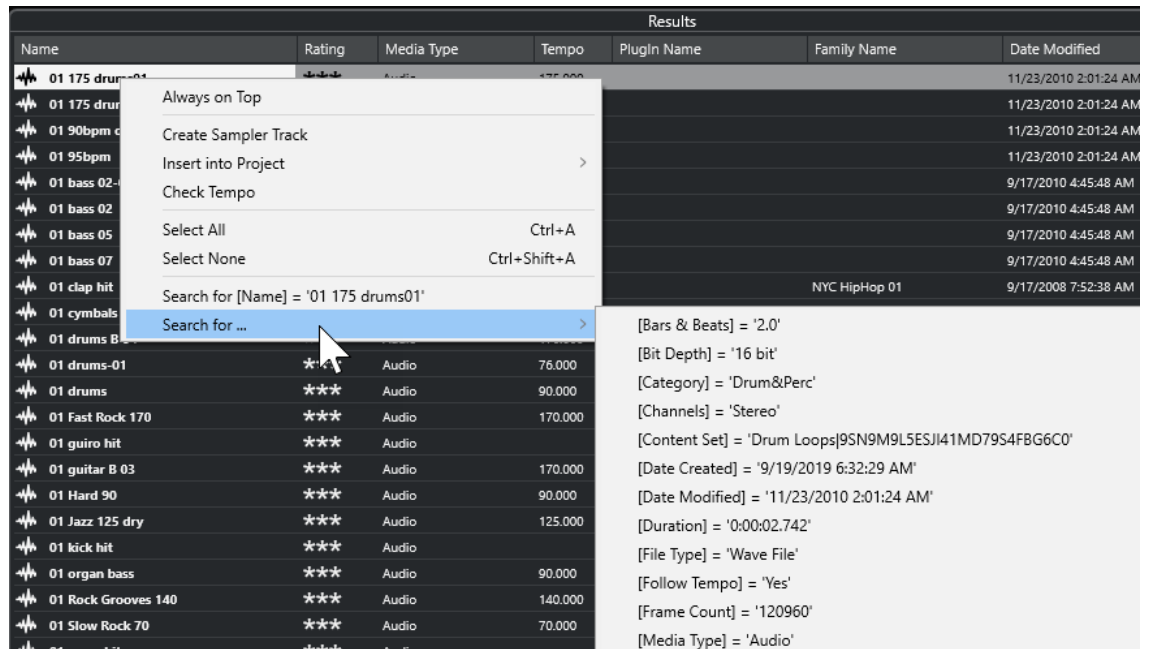 Results
Name Rating Media Type Tempo PlugIn Name Family Name Date Modified
01 175 drums01 *** 175.000 11/23/2010 2:01:24 AM
01 175 11/23/2010 2:01:24 AM
01 90bpm 11/23/2010 2:01:24 AM
01 95bpm 11/23/2010 2:01:24 AM
01 bass 9/17/2010 4:45:48 AM
01 bass 02 9/17/2010 4:45:48 AM
01 bass 05 9/17/2010 4:45:48 AM
01 bass 07 9/17/2010 4:45:48 AM
01 clap hit NYC HipHop 01 9/17/2008 7:52:38 AM
01 cymbals
01 drums
01 drums-01 *** Audio 76.000
01 drums *** Audio 90.000
01 Fast Rock 170 *** Audio 170.000
01 guiro hit *** Audio
01 guitar B 03 *** Audio 170.000
01 Hard 90 *** Audio 90.000
01 Jazz 125 dry *** Audio 125.000
01 kick hit *** Audio
01 organ bass *** Audio 90.000
01 Rock Grooves 140 *** Audio 140.000
01 Slow Rock 70 *** Audio 70.000
Always on Top
Create Sampler Track
Insert into Project >
Check Tempo
Select All Ctrl+A
Select None Ctrl+Shift+A
Search for [Name] = '01 175 drums01'
Search for ... >
[Bars & Beats] = '2.0'
[Bit Depth] = '16 bit'
[Category] = 'Drum&Perc'
[Channels] = 'Stereo'
[Content Set] = 'Drum Loops|9SN9M9L5ESJI41MD79S4FBG6C0'
[Date Created] = '9/19/2019 6:32:29 AM'
[Date Modified] = '11/23/2010 2:01:24 AM'
[Duration] = '0:00:02.742'
[File Type] = 'Wave File'
[Follow Tempo] = 'Yes'
[Frame Count] = '120960'
[Media Type] = 'Audio'